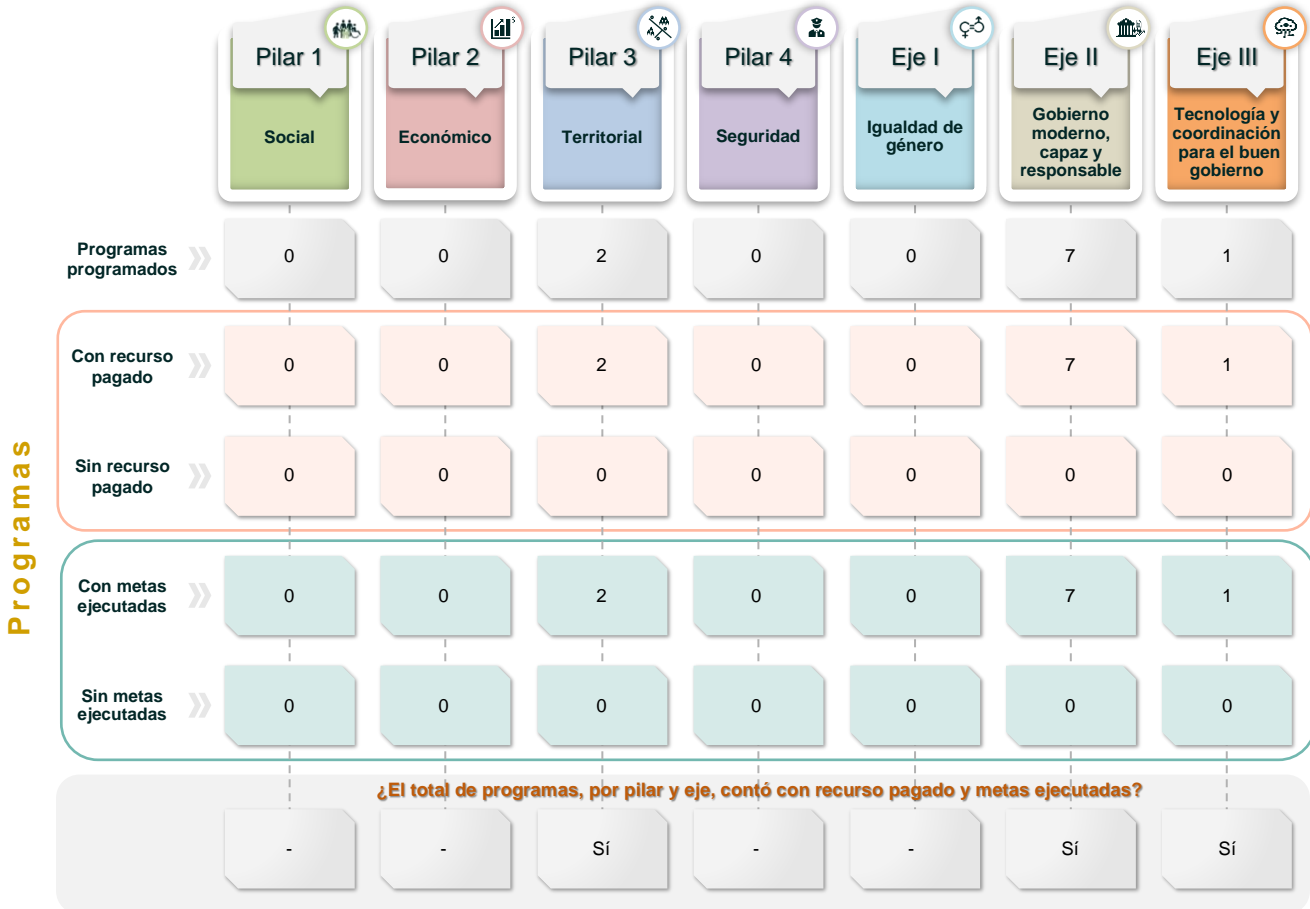 Pilar 1
Pilar 2
Pilar 3
Pilar 4
Eje I
Eje II
Eje III
Social
Económico
Territorial
Seguridad
Igualdad de
género
Gobierno
moderno,
capaz y
responsable
Tecnología y
coordinación
para el buen
gobierno
Programas
Programas
programados
0 0 2 0 0 7 1
Con recurso
pagado
0 0 2 0 0 7 1
Sin recurso
pagado
0 0 0 0 0 0 0
Con metas
ejecutadas
0 0 2 0 0 7 1
Sin metas
ejecutadas
0 0 0 0 0 0 0
¿El total de programas, por pilar y eje, contó con recurso pagado y metas ejecutadas?
- - Sí - - Sí Sí